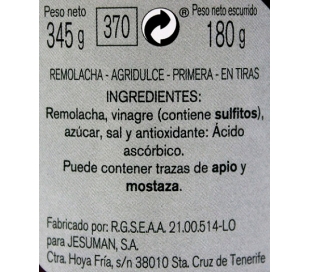 Peso neto
345 g
370
®
Peso neto escurrido
180 g
REMOLACHA - AGRIDULCE - PRIMERA - EN TIRAS
INGREDIENTES:
Remolacha, vinagre (contiene sulfitos),
azúcar, sal y antioxidante: Ácido
ascórbico.
Puede contener trazas de apio y
mostaza.
Fabricado por: R.G.S.E.A.A. 21.00.514-LO
para JESUMAN, S.A.
Ctra. Hoya Fría, s/n 38010 Sta. Cruz de Tenerife